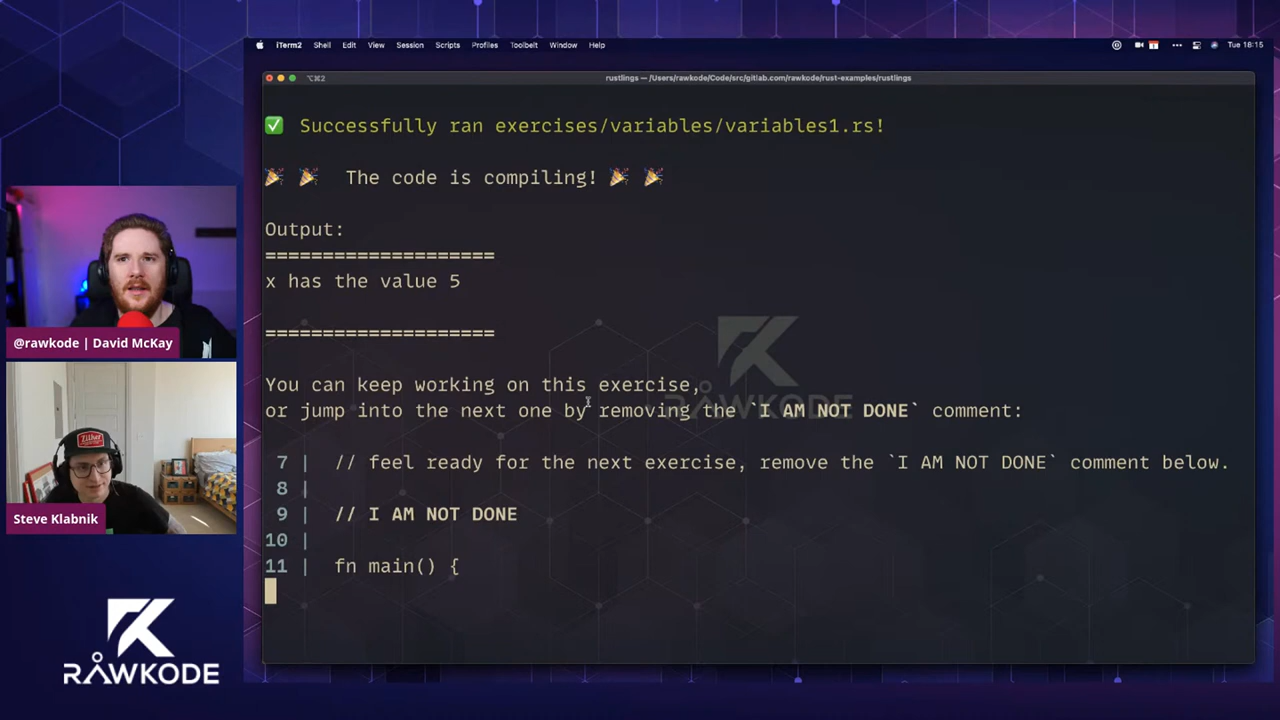 iTerm2 Shell Edit View Session Scripts Profiles Toolbelt Window Help Tue 18:15
⌥⌘2 rustlings — /Users/rawkode/Code/src/gitlab.com/rawkode/rust-examples/rustlings
✅ Successfully ran exercises/variables/variables1.rs!
🎉 🎉 The code is compiling! 🎉 🎉
Output:
====================
x has the value 5
====================
You can keep working on this exercise,
or jump into the next one by removing the `I AM NOT DONE` comment:
7 | // feel ready for the next exercise, remove the `I AM NOT DONE` comment below.
8 |
9 | // I AM NOT DONE
10 |
11 | fn main() {
RAWKODE
@rawkode | David McKay
Zither
Steve Klabnik
RAWKODE